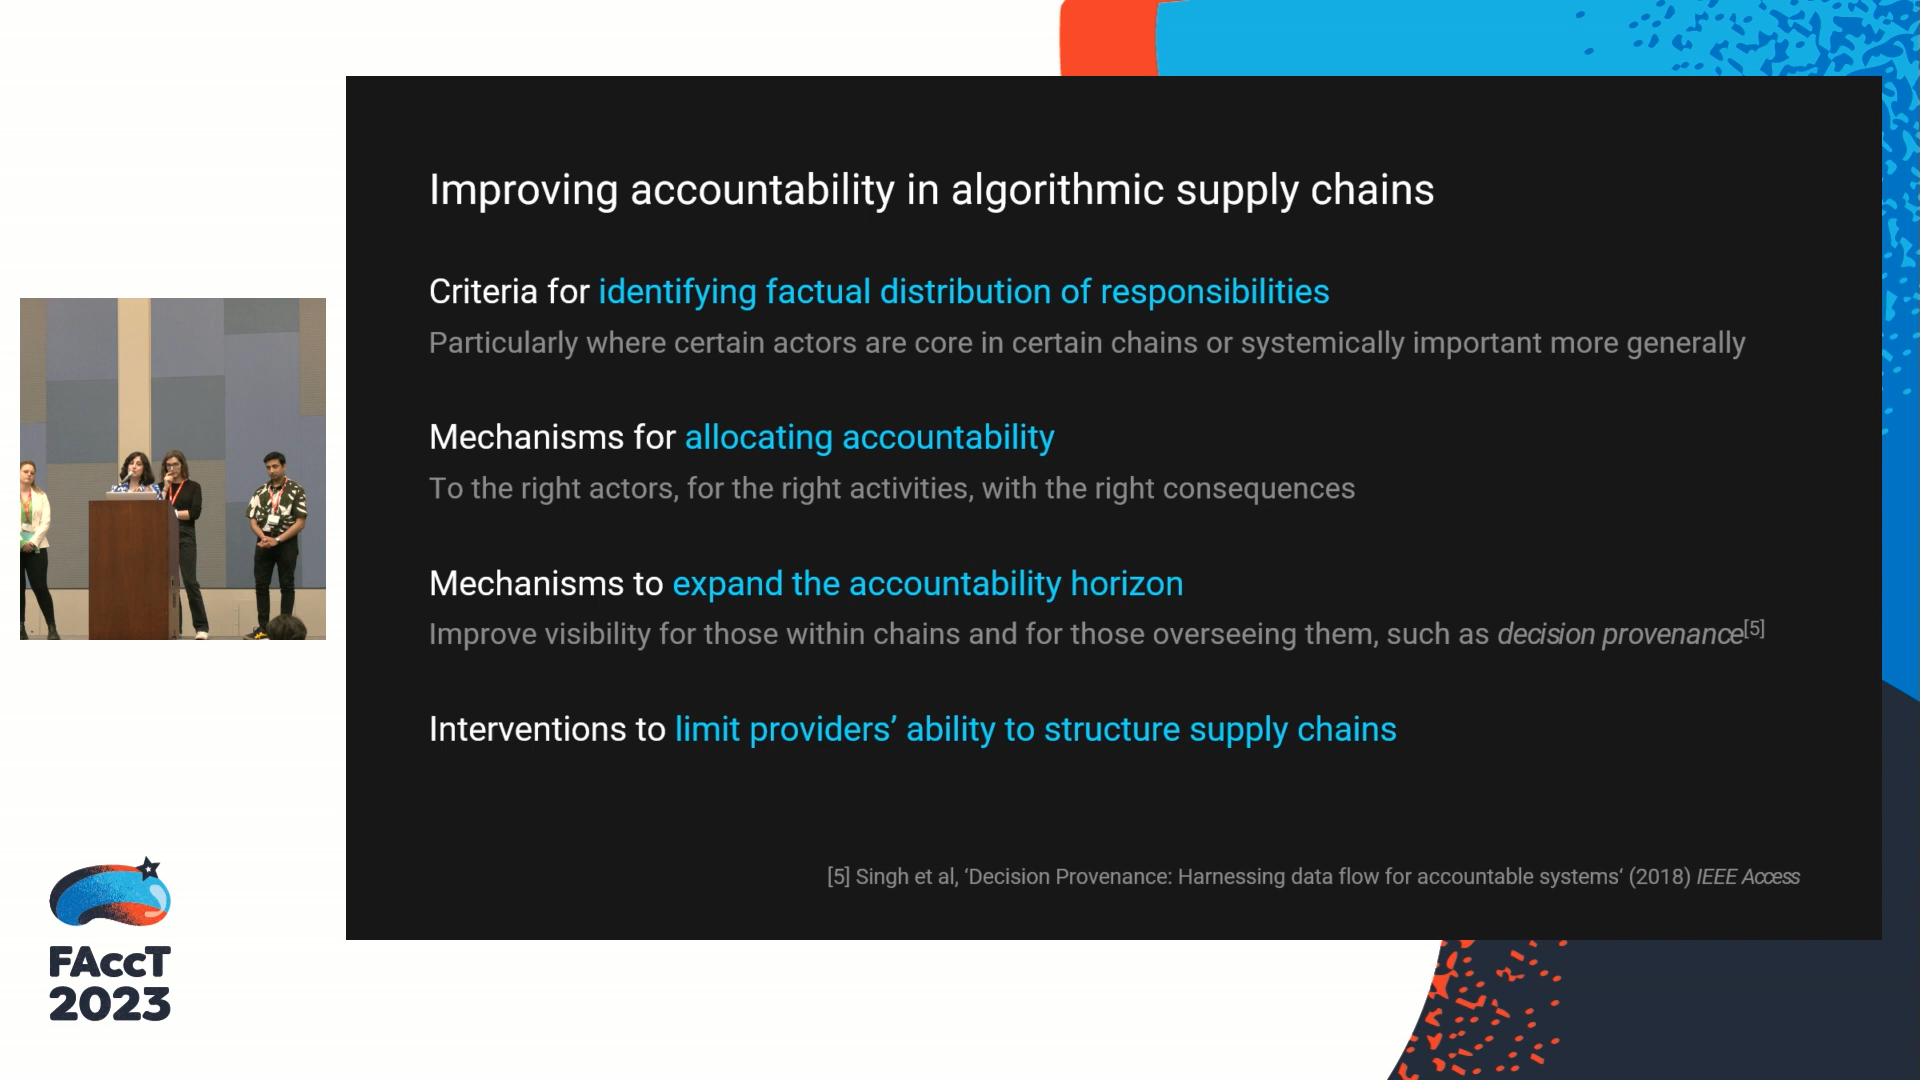 Improving accountability in algorithmic supply chains
Criteria for identifying factual distribution of responsibilities
Particularly where certain actors are core in certain chains or systemically important more generally
Mechanisms for allocating accountability
To the right actors, for the right activities, with the right consequences
Mechanisms to expand the accountability horizon
Improve visibility for those within chains and for those overseeing them, such as decision provenance[5]
Interventions to limit providers’ ability to structure supply chains
[5] Singh et al, ‘Decision Provenance: Harnessing data flow for accountable systems‘ (2018) IEEE Access
FAccT
2023